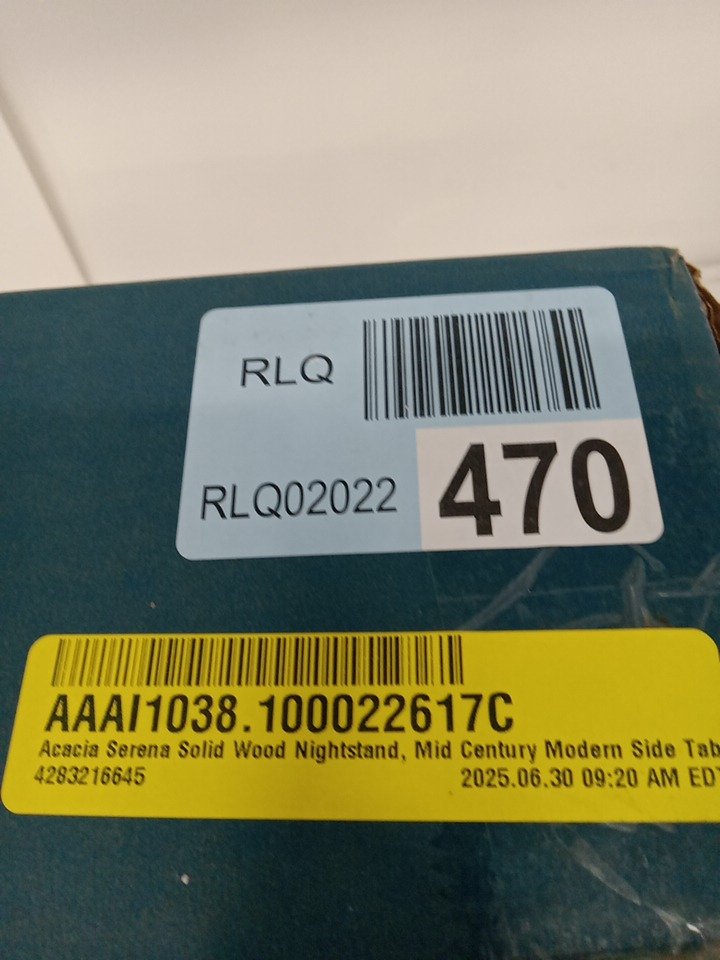 RLQ
RLQ02022
470
AAAI1038.100022617C
Acacia Serena Solid Wood Nightstand, Mid Century Modern Side Tab
4283216645
2025.06.30 09:20 AM EDT